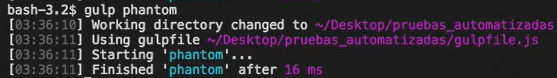 bash-3.2$ gulp phantom
[03:36:10] Working directory changed to ~/Desktop/pruebas_automatizadas
[03:36:11] Using gulpfile ~/Desktop/pruebas_automatizadas/gulpfile.js
[03:36:11] Starting 'phantom'...
[03:36:11] Finished 'phantom' after 16 ms